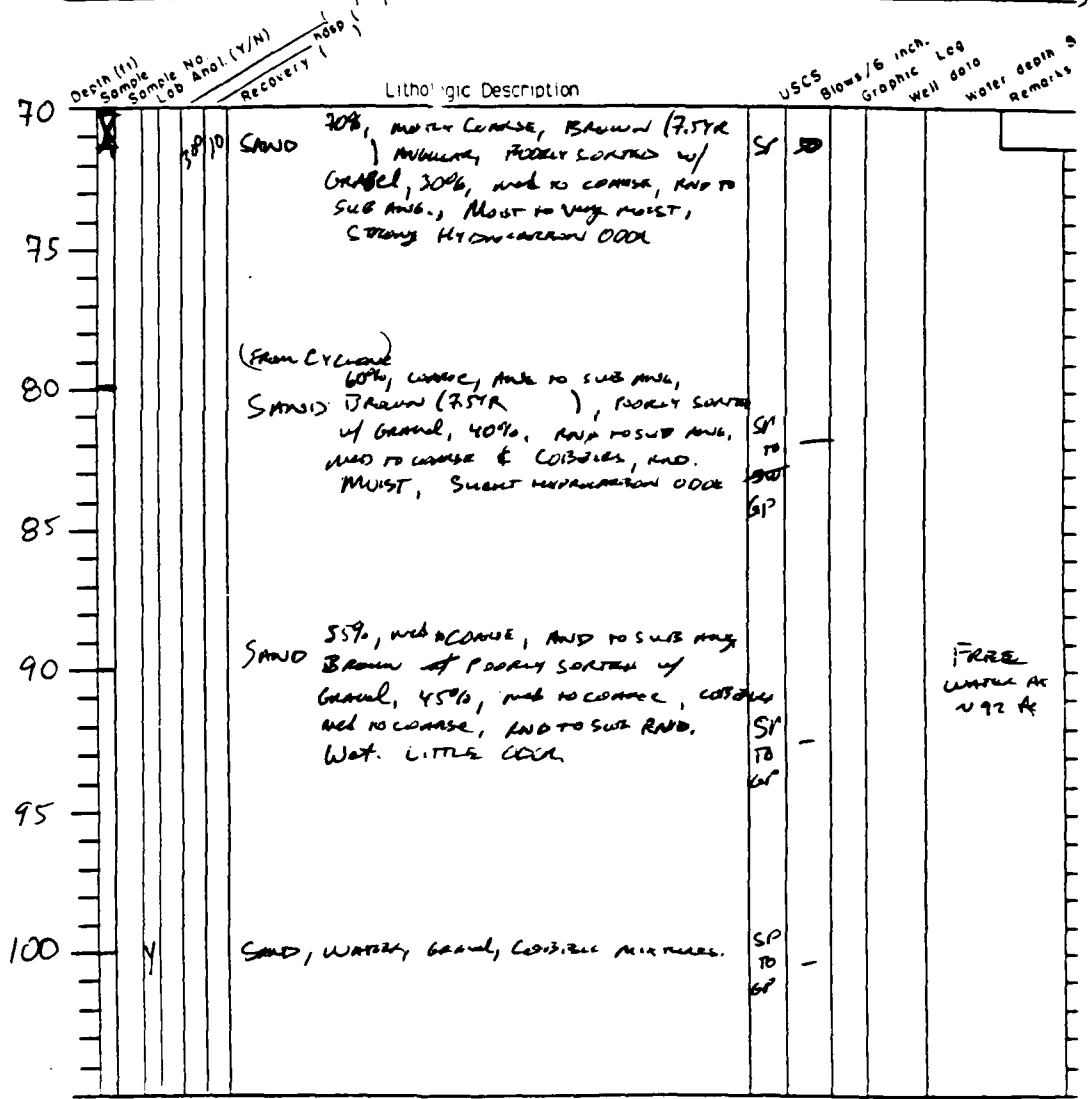 Depth (ft)
Sample
Sample No.
Lab Anal. (Y/N)
Recovery
Lithologic Description
USCS
Blows/6 inch.
Graphic Log
Well data
Water depth
Remarks
70
SAND 70%, MOSTLY COARSE, BROWN (7.5YR
) ANGULAR, POORLY SORTED w/
GRAVEL, 30%, med to COARSE, RND TO
SUB ANG., MOIST to very MOIST,
STRONG HYDROCARBON ODOR
SP
50
75
(FROM CYCLONE)
80
60%, COARSE, ANG TO SUB ANG,
SAND BROWN (7.5YR ), POORLY SORTED
w/ GRAVEL, 40%, RND TO SUB ANG,
MED TO COARSE & COBBLES, RND.
MOIST, SLIGHT HYDROCARBON ODOR
SP
TO
SW
GP
85
SAND 55%, med to COARSE, RND TO SUB ANG
90
BROWN POORLY SORTED w/
GRAVEL, 45%, med to COARSE, COBBLES
med to COARSE, RND TO SUB RND.
Wet. LITTLE ODOR
SP
TO
GP
FREE
WATER AT
~ 92 ft
95
100
Y
SAND, WATER, GRAVEL, COBBLE MIXTURES.
SP
TO
GP